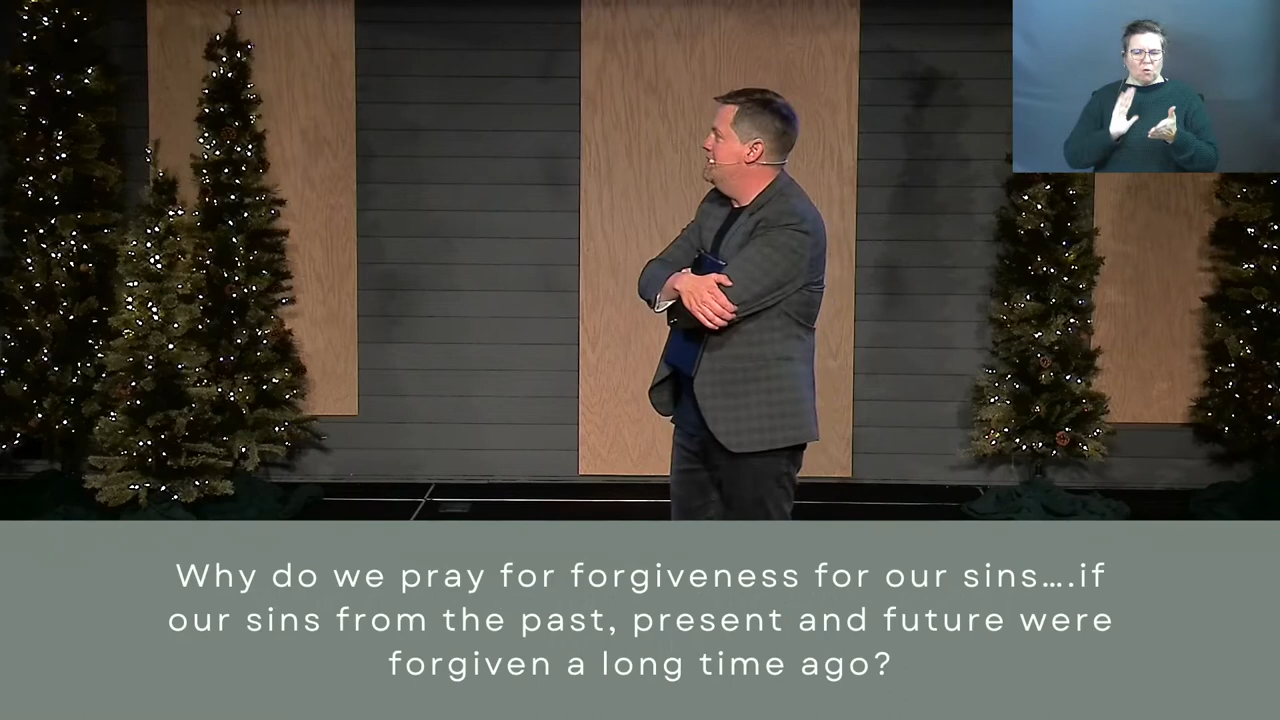 Why do we pray for forgiveness for our sins....if
our sins from the past, present and future were
forgiven a long time ago?